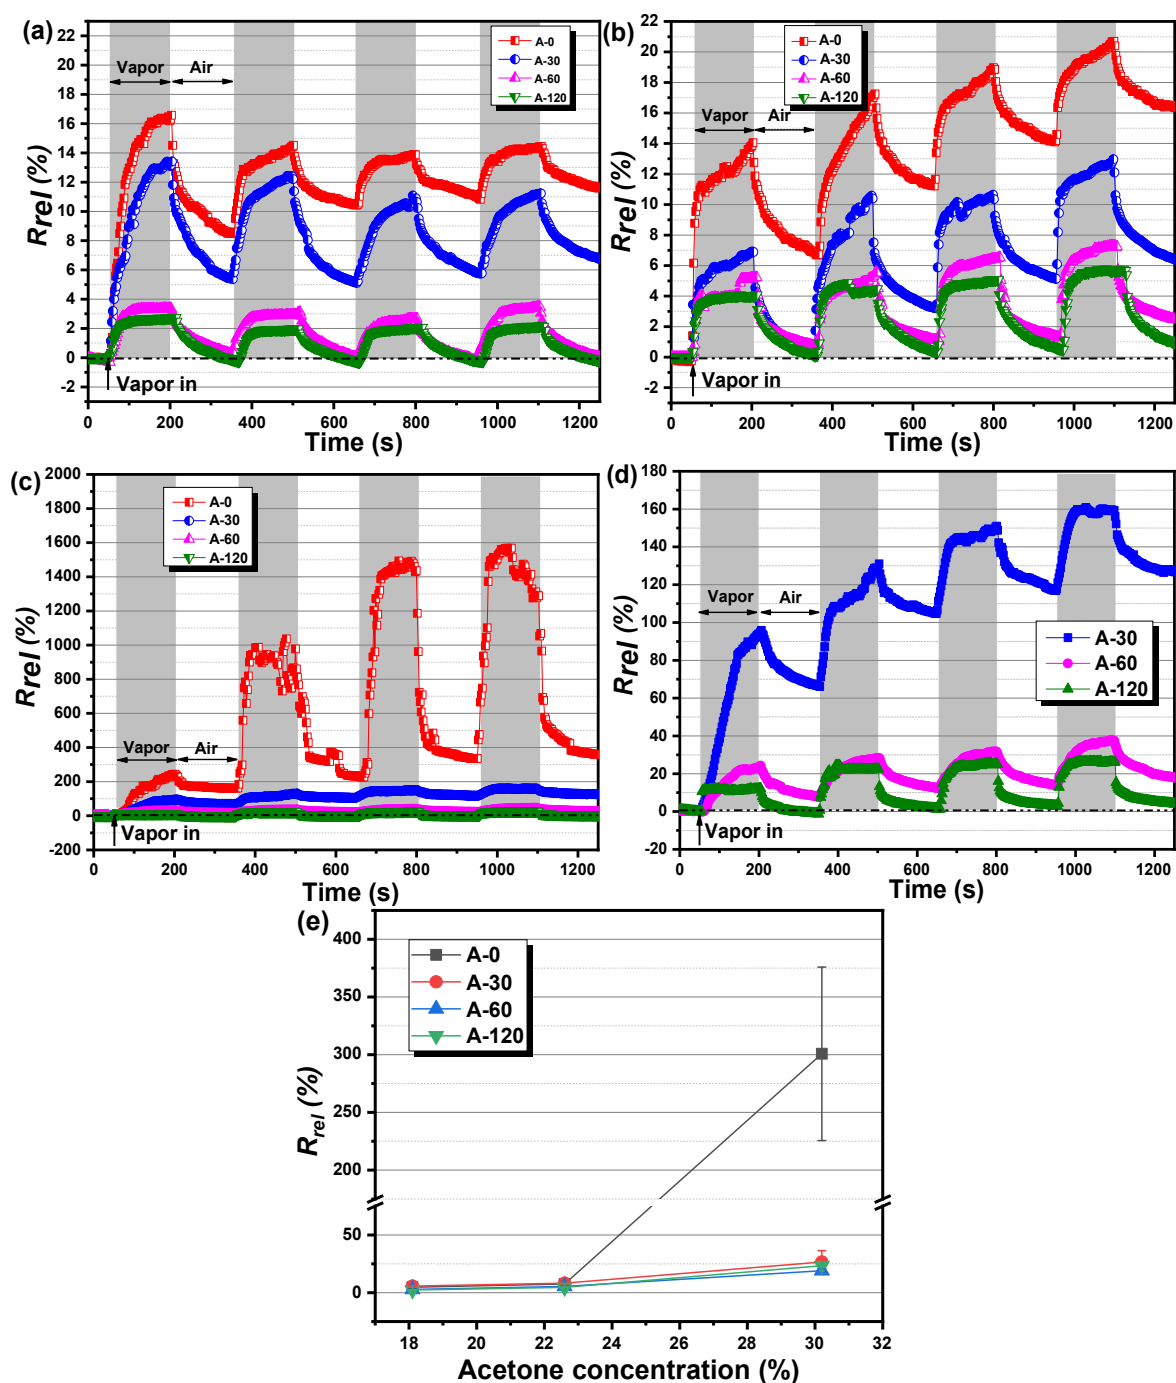 (a)
22
20
18
16
14
12
10
8
6
4
2
0
-2
Rrel (%)
Vapor
Air
A-0
A-30
A-60
A-120
Vapor in
0 200 400 600 800 1000 1200
Time (s)
(b)
22
20
18
16
14
12
10
8
6
4
2
0
-2
Rrel (%)
A-0
A-30
A-60
A-120
Vapor
Air
Vapor in
0 200 400 600 800 1000 1200
Time (s)
(c)
2000
1800
1600
1400
1200
1000
800
600
400
200
0
-200
Rrel (%)
A-0
A-30
A-60
A-120
Vapor
Air
Vapor in
0 200 400 600 800 1000 1200
Time (s)
(d)
180
160
140
120
100
80
60
40
20
0
-20
Rrel (%)
Vapor
Air
A-30
A-60
A-120
Vapor in
0 200 400 600 800 1000 1200
Time (s)
(e)
400
350
300
250
200
50
0
Rrel (%)
A-0
A-30
A-60
A-120
18 20 22 24 26 28 30 32
Acetone concentration (%)